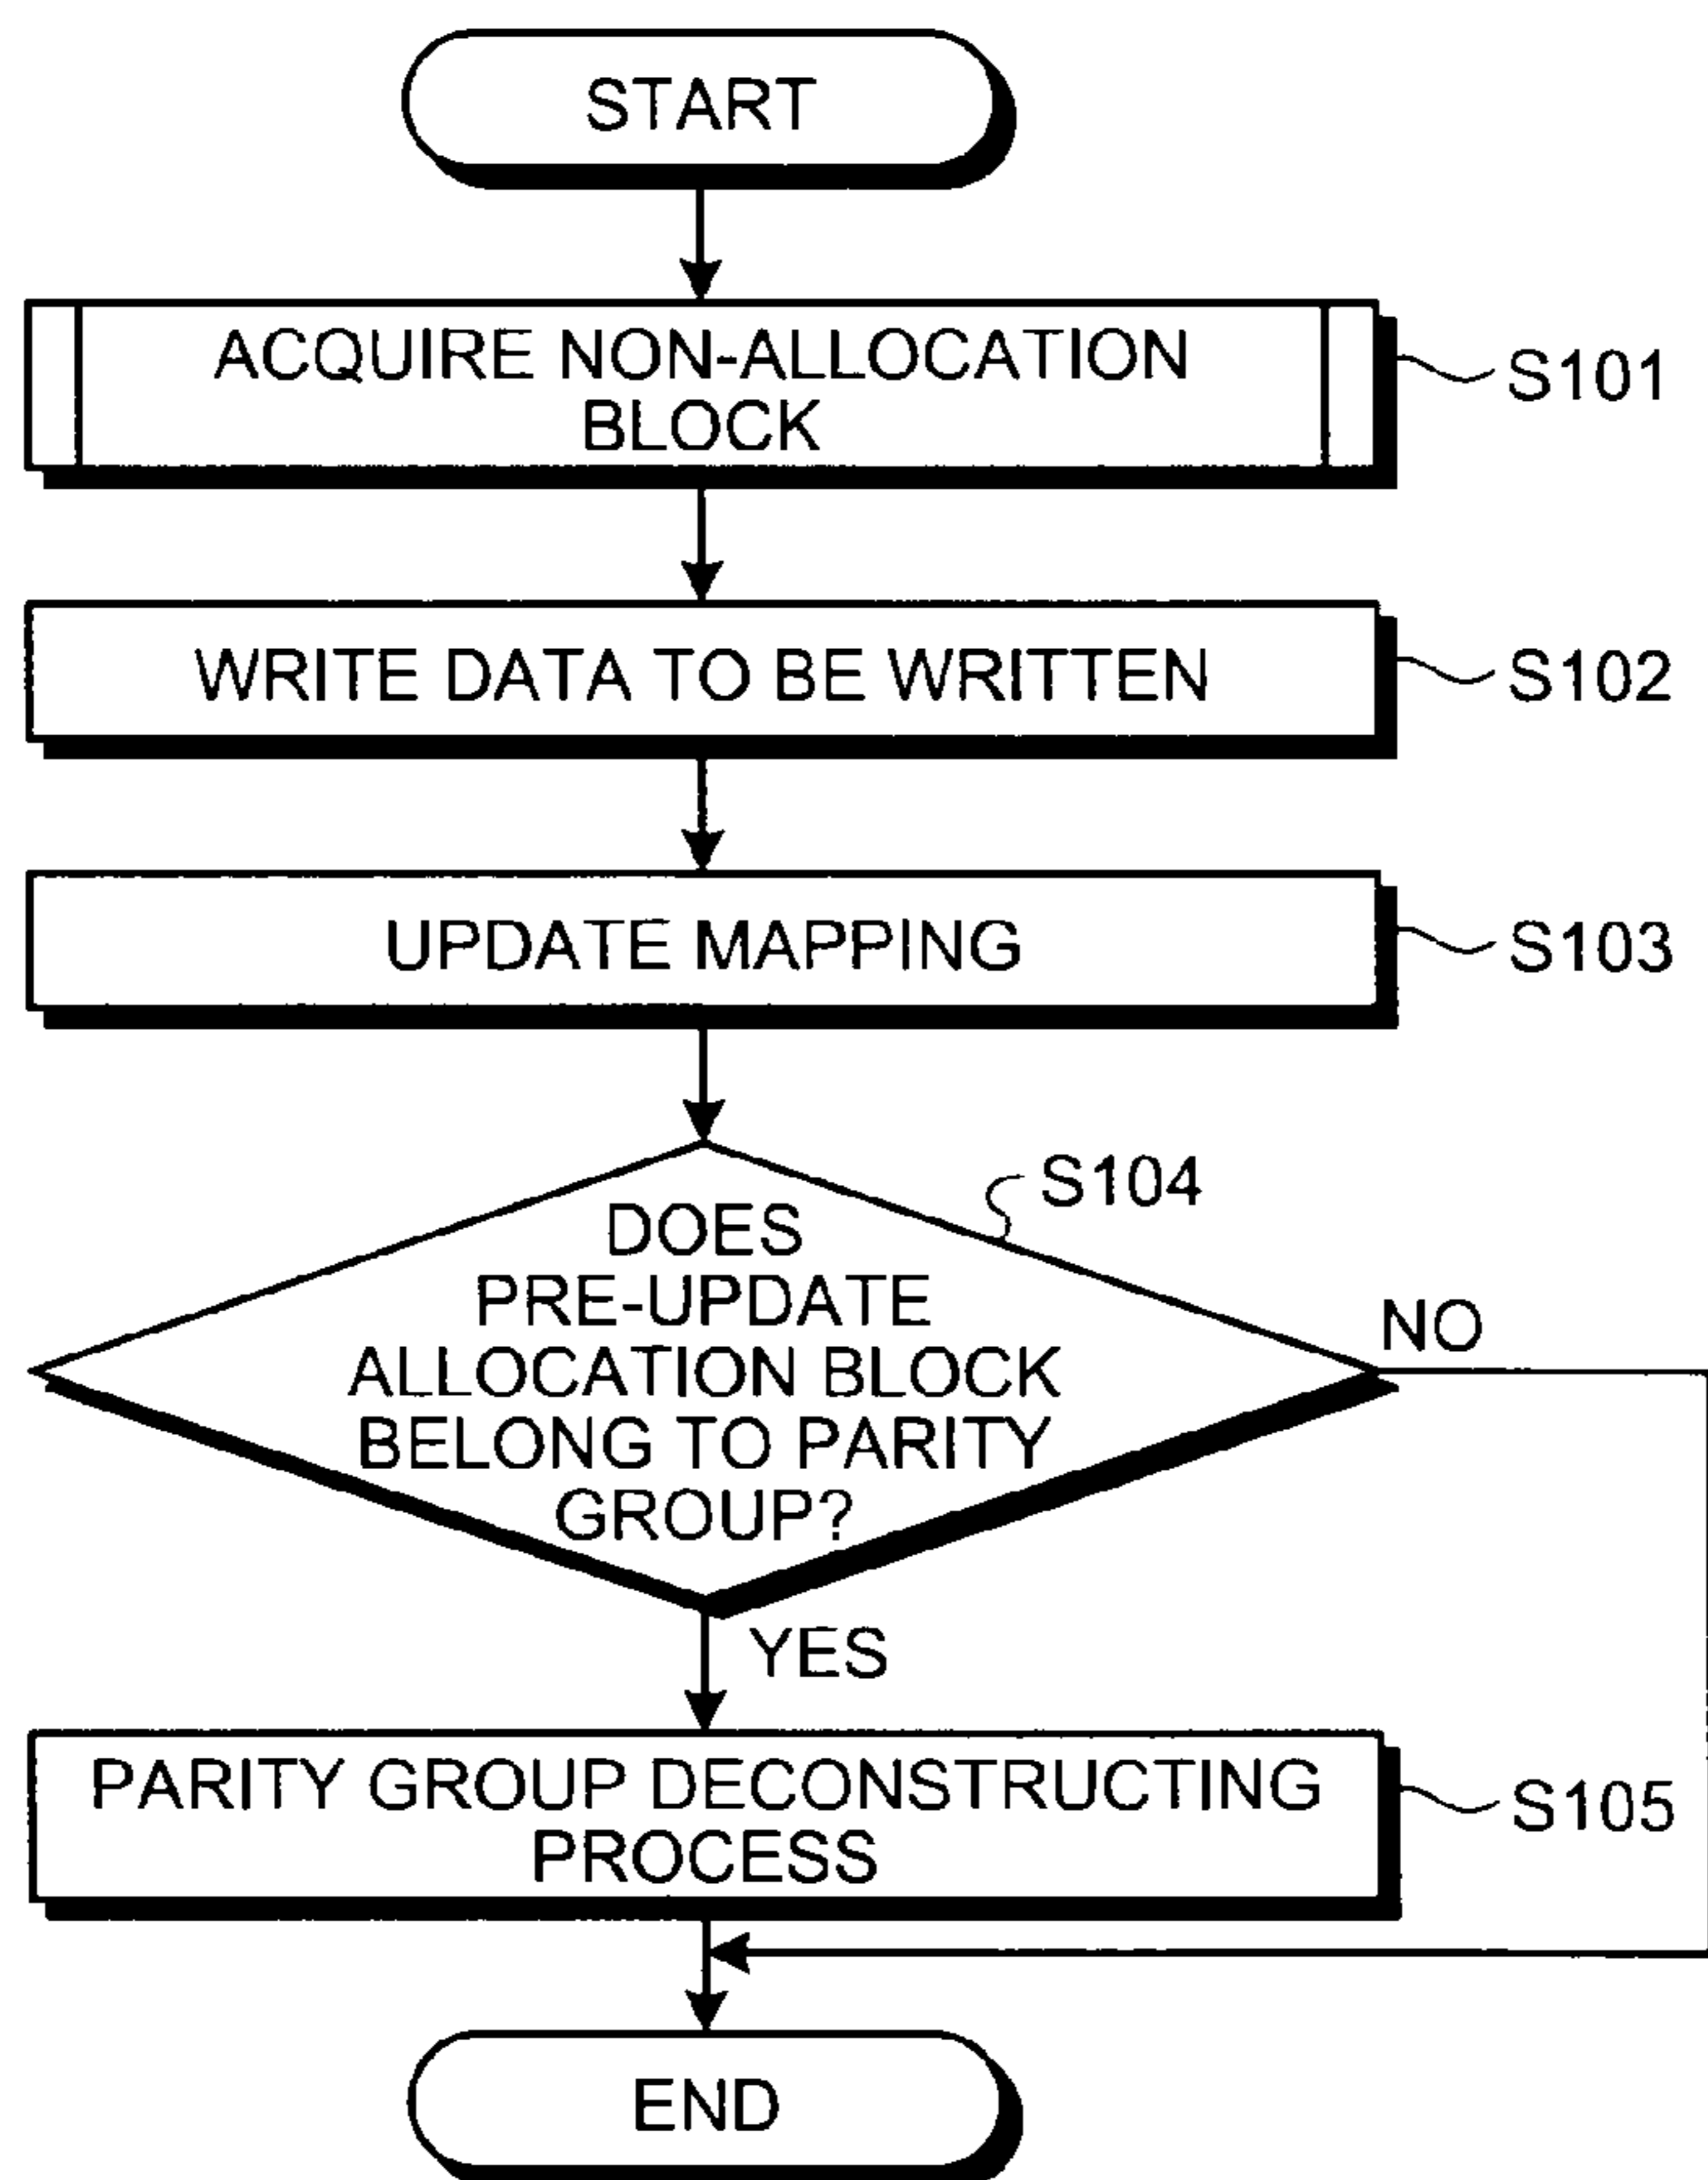 START
ACQUIRE NON-ALLOCATION
BLOCK
S101
WRITE DATA TO BE WRITTEN
S102
UPDATE MAPPING
S103
S104
DOES
PRE-UPDATE
ALLOCATION BLOCK
BELONG TO PARITY
GROUP?
NO
YES
PARITY GROUP DECONSTRUCTING
PROCESS
S105
END